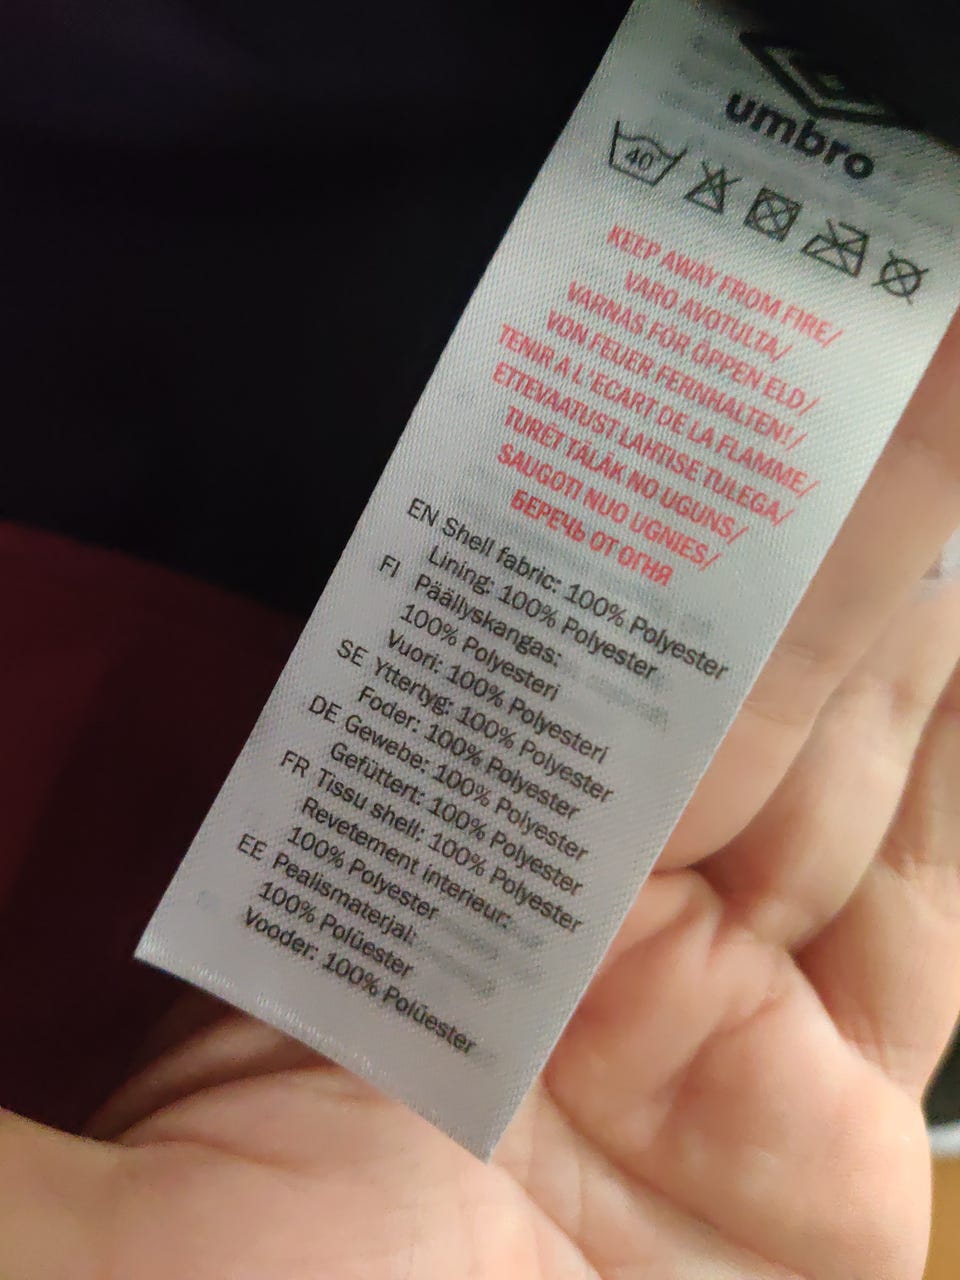 umbro
40°
KEEP AWAY FROM FIRE/
VARO AVOTULTA/
VARNAS FÖR ÖPPEN ELD/
VON FEUER FERNHALTEN!/
TENIR A L'ECART DE LA FLAMME/
ETTEVAATUST LAHTISE TULEGA/
TURĒT TĀLĀK NO UGUNS/
SAUGOTI NUO UGNIES/
БЕРЕЧЬ ОТ ОГНЯ
EN Shell fabric: 100% Polyester
Lining: 100% Polyester
FI Päällyskangas:
100% Polyesteri
Vuori: 100% Polyesteri
SE Yttertyg: 100% Polyester
Foder: 100% Polyester
DE Gewebe: 100% Polyester
Gefüttert: 100% Polyester
FR Tissu shell: 100% Polyester
Revetement interieur:
100% Polyester
EE Pealismaterjal:
100% Polüester
Vooder: 100% Polüester